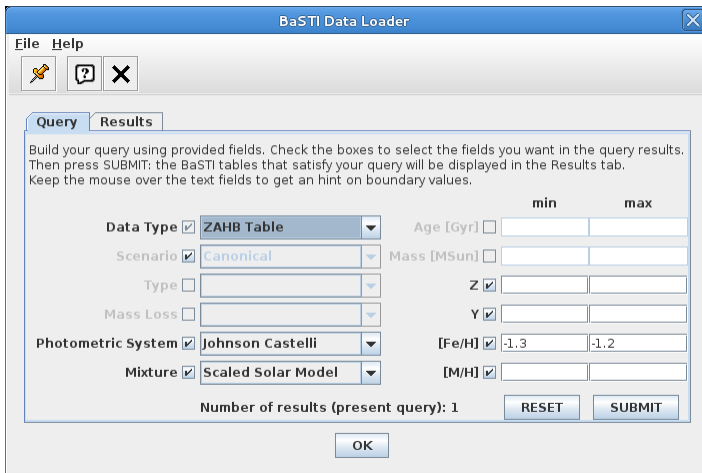 BaSTI Data Loader
File Help
Query Results
Build your query using provided fields. Check the boxes to select the fields you want in the query results.
Then press SUBMIT: the BaSTI tables that satisfy your query will be displayed in the Results tab.
Keep the mouse over the text fields to get an hint on boundary values.
min max
Data Type ZAHB Table Age [Gyr]
Scenario Canonical Mass [MSun]
Type Z
Mass Loss Y
Photometric System Johnson Castelli [Fe/H] -1.3 -1.2
Mixture Scaled Solar Model [M/H]
Number of results (present query): 1 RESET SUBMIT
OK